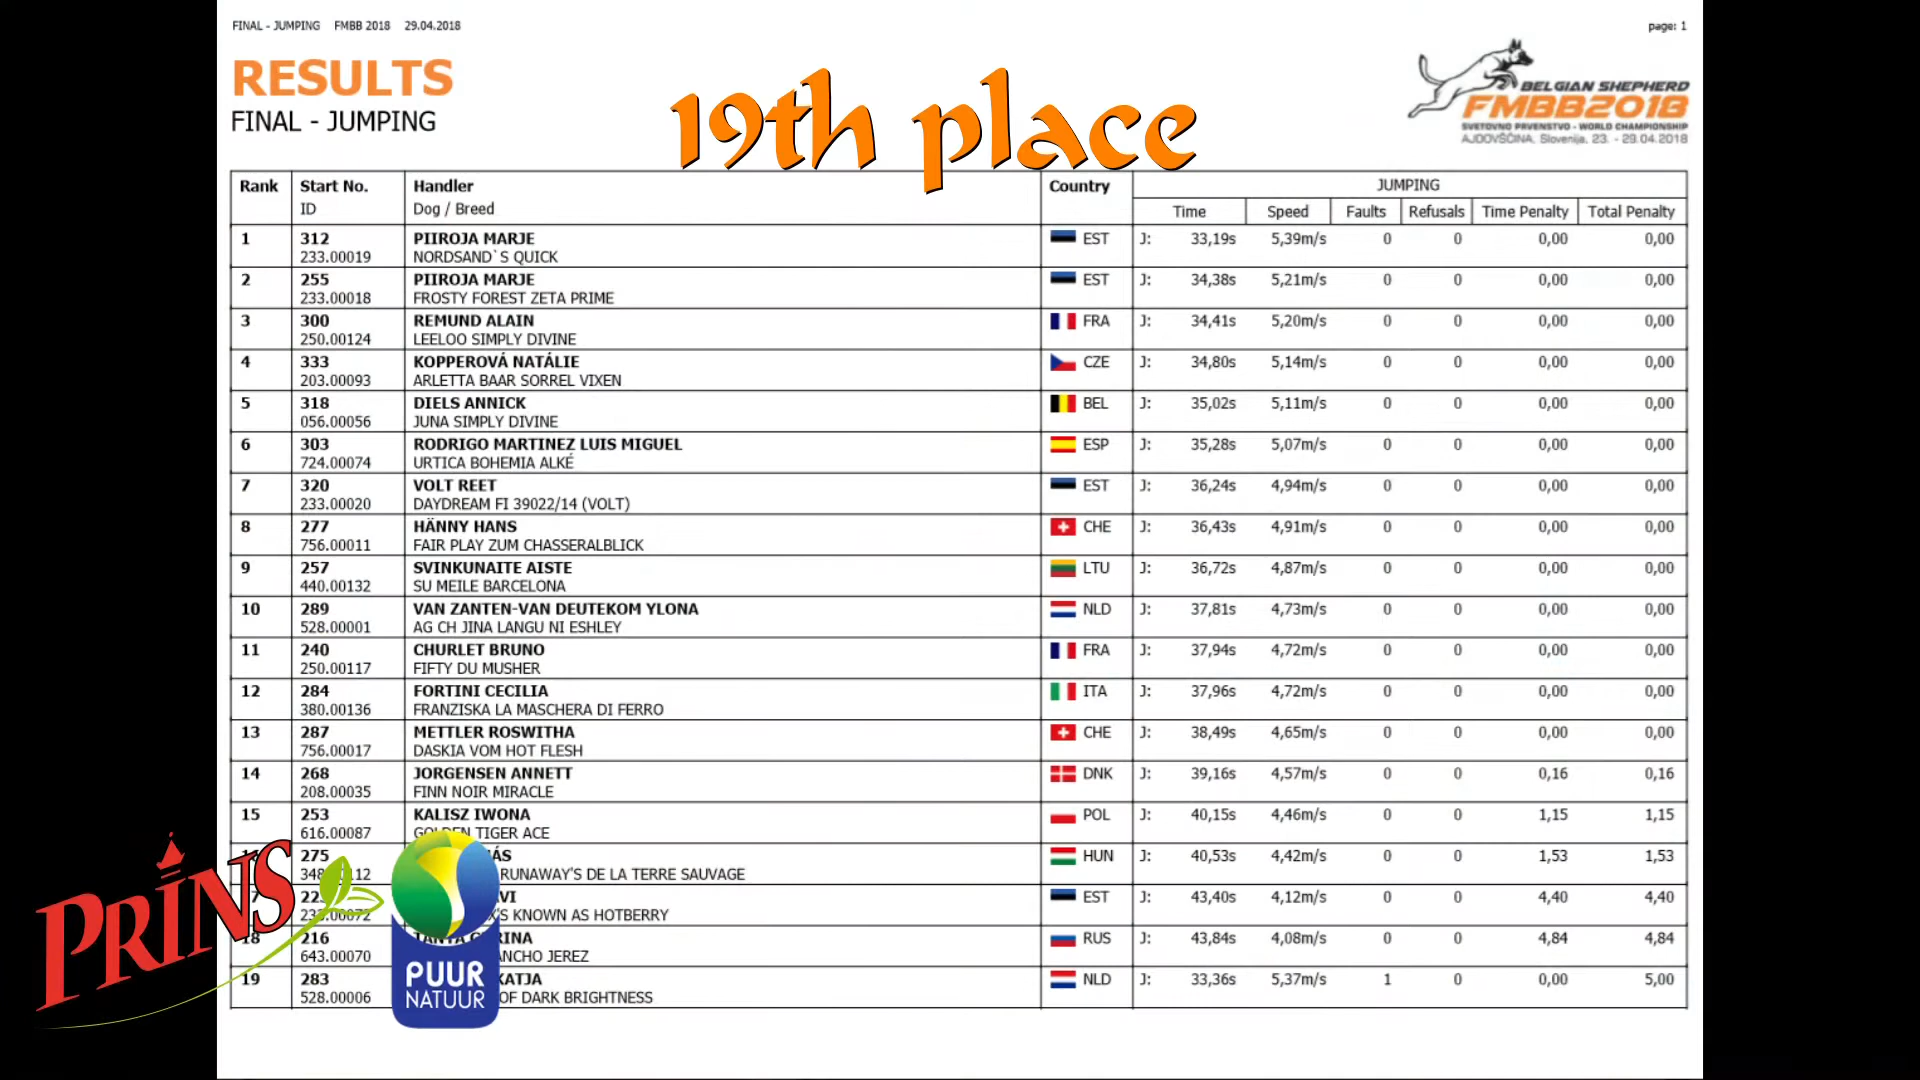 FINAL - JUMPING FMBB 2018 29.04.2018
page: 1
RESULTS
FINAL - JUMPING
19th place
BELGIAN SHEPHERD
FMBB2018
SVETOVNO PRVENSTVO - WORLD CHAMPIONSHIP
AJDOVŠČINA, Slovenija, 23. - 29.04.2018
Rank Start No. Handler Country JUMPING
ID Dog / Breed Time Speed Faults Refusals Time Penalty Total Penalty
1 312 PIIROJA MARJE EST J: 33,19s 5,39m/s 0 0 0,00 0,00
233.00019 NORDSAND`S QUICK
2 255 PIIROJA MARJE EST J: 34,38s 5,21m/s 0 0 0,00 0,00
233.00018 FROSTY FOREST ZETA PRIME
3 300 REMUND ALAIN FRA J: 34,41s 5,20m/s 0 0 0,00 0,00
250.00124 LEELOO SIMPLY DIVINE
4 333 KOPPEROVÁ NATÁLIE CZE J: 34,80s 5,14m/s 0 0 0,00 0,00
203.00093 ARLETTA BAAR SORREL VIXEN
5 318 DIELS ANNICK BEL J: 35,02s 5,11m/s 0 0 0,00 0,00
056.00056 JUNA SIMPLY DIVINE
6 303 RODRIGO MARTINEZ LUIS MIGUEL ESP J: 35,28s 5,07m/s 0 0 0,00 0,00
724.00074 URTICA BOHEMIA ALKÉ
7 320 VOLT REET EST J: 36,24s 4,94m/s 0 0 0,00 0,00
233.00020 DAYDREAM FI 39022/14 (VOLT)
8 277 HÄNNY HANS CHE J: 36,43s 4,91m/s 0 0 0,00 0,00
756.00011 FAIR PLAY ZUM CHASSERALBLICK
9 257 SVINKUNAITE AISTE LTU J: 36,72s 4,87m/s 0 0 0,00 0,00
440.00132 SU MEILE BARCELONA
10 289 VAN ZANTEN-VAN DEUTEKOM YLONA NLD J: 37,81s 4,73m/s 0 0 0,00 0,00
528.00001 AG CH JINA LANGU NI ESHLEY
11 240 CHURLET BRUNO FRA J: 37,94s 4,72m/s 0 0 0,00 0,00
250.00117 FIFTY DU MUSHER
12 284 FORTINI CECILIA ITA J: 37,96s 4,72m/s 0 0 0,00 0,00
380.00136 FRANZISKA LA MASCHERA DI FERRO
13 287 METTLER ROSWITHA CHE J: 38,49s 4,65m/s 0 0 0,00 0,00
756.00017 DASKIA VOM HOT FLESH
14 268 JORGENSEN ANNETT DNK J: 39,16s 4,57m/s 0 0 0,16 0,16
208.00035 FINN NOIR MIRACLE
15 253 KALISZ IWONA POL J: 40,15s 4,46m/s 0 0 1,15 1,15
616.00087 GOLDEN TIGER ACE
275 HUN J: 40,53s 4,42m/s 0 0 1,53 1,53
RUNAWAY'S DE LA TERRE SAUVAGE
EST J: 43,40s 4,12m/s 0 0 4,40 4,40
KNOWN AS HOTBERRY
18 216 RUS J: 43,84s 4,08m/s 0 0 4,84 4,84
643.00070 JEREZ
19 283 KATJA NLD J: 33,36s 5,37m/s 1 0 0,00 5,00
528.00006 OF DARK BRIGHTNESS
PRINS
PUUR
NATUUR